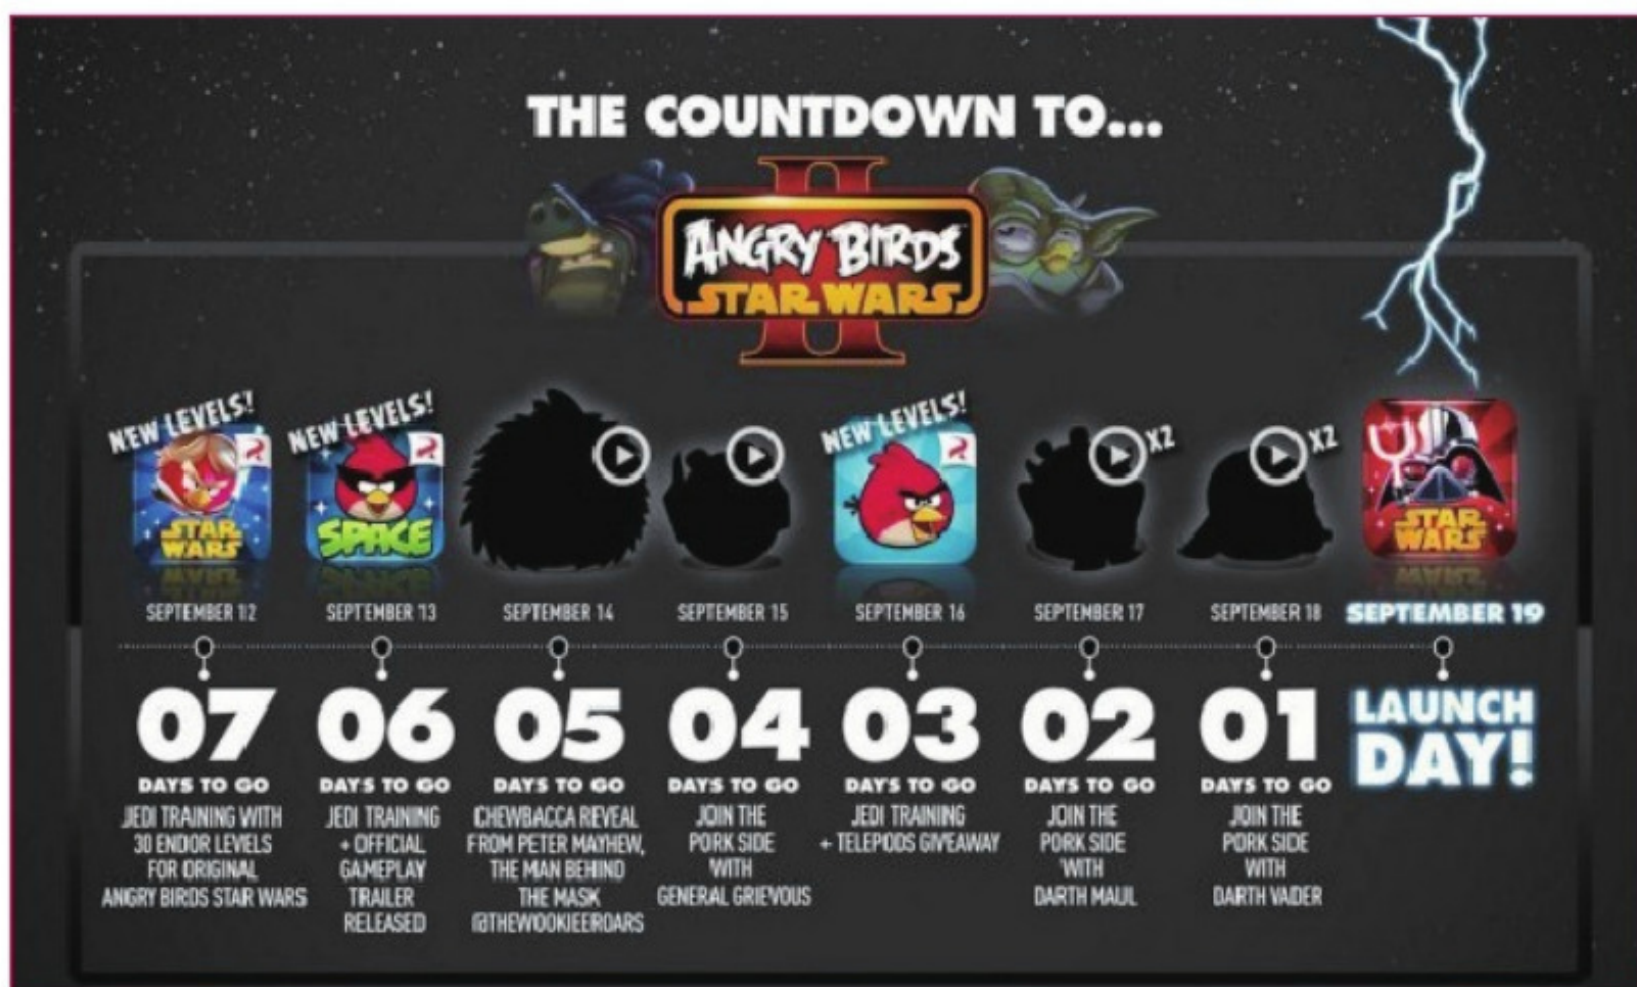 THE COUNTDOWN TO...
II
ANGRY BIRDS
STAR WARS
NEW LEVELS!
STAR
WARS
SEPTEMBER 12
07
DAYS TO GO
JEDI TRAINING WITH
30 ENDOR LEVELS
FOR ORIGINAL
ANGRY BIRDS STAR WARS
NEW LEVELS!
SPACE
SEPTEMBER 13
06
DAYS TO GO
JEDI TRAINING
+ OFFICIAL
GAMEPLAY
TRAILER
RELEASED
SEPTEMBER 14
05
DAYS TO GO
CHEWBACCA REVEAL
FROM PETER MAYHEW,
THE MAN BEHIND
THE MASK
@THEWOOKIEEROARS
SEPTEMBER 15
04
DAYS TO GO
JOIN THE
PORK SIDE
WITH
GENERAL GRIEVOUS
NEW LEVELS!
SEPTEMBER 16
03
DAYS TO GO
JEDI TRAINING
+ TELEPODS GIVEAWAY
X2
SEPTEMBER 17
02
DAYS TO GO
JOIN THE
PORK SIDE
WITH
DARTH MAUL
X2
SEPTEMBER 18
01
DAYS TO GO
JOIN THE
PORK SIDE
WITH
DARTH VADER
STAR
WARS
SEPTEMBER 19
LAUNCH
DAY!